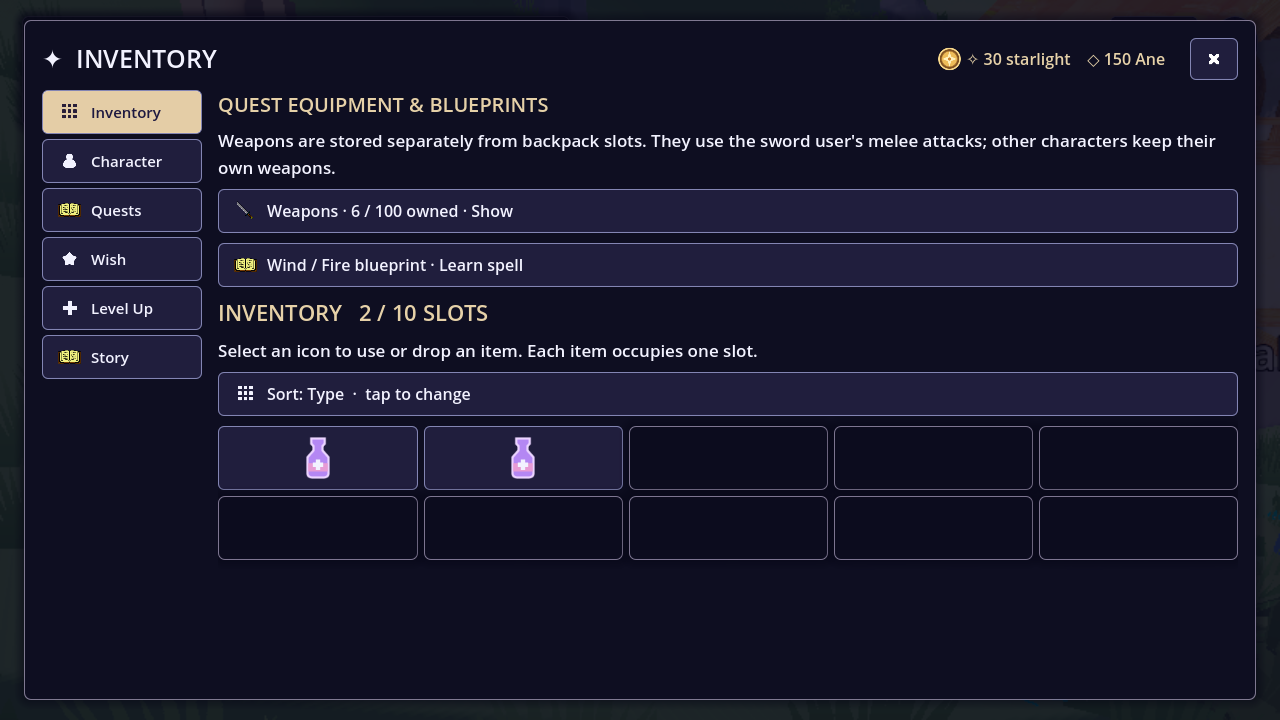 ✦ INVENTORY
✧ 30 starlight ◇ 150 Ane
Inventory
Character
Quests
Wish
Level Up
Story
QUEST EQUIPMENT & BLUEPRINTS
Weapons are stored separately from backpack slots. They use the sword user's melee attacks; other characters keep their
own weapons.
Weapons · 6 / 100 owned · Show
Wind / Fire blueprint · Learn spell
INVENTORY 2 / 10 SLOTS
Select an icon to use or drop an item. Each item occupies one slot.
Sort: Type · tap to change